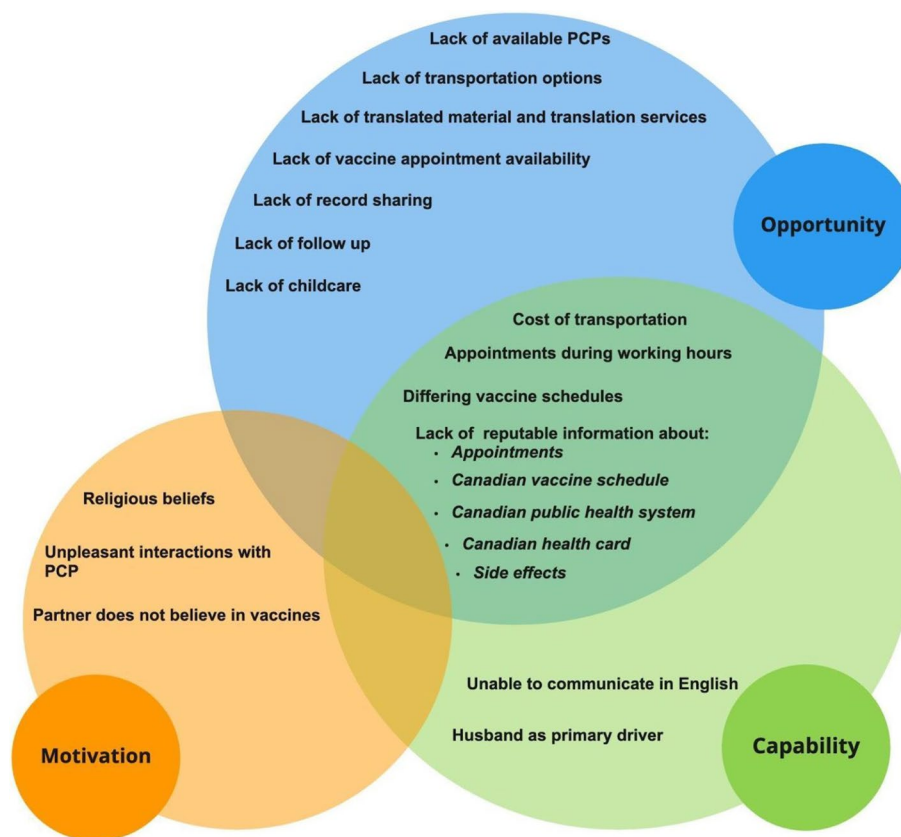 Lack of available PCPs
Lack of transportation options
Lack of translated material and translation services
Lack of vaccine appointment availability
Lack of record sharing
Opportunity
Lack of follow up
Lack of childcare
Cost of transportation
Appointments during working hours
Differing vaccine schedules
Lack of  reputable information about:
• Appointments
• Canadian vaccine schedule
• Canadian public health system
• Canadian health card
• Side effects
Religious beliefs
Unpleasant interactions with
PCP
Partner does not believe in vaccines
Unable to communicate in English
Husband as primary driver
Motivation
Capability